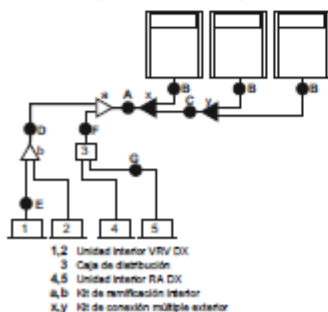 B
B
B
A
x
C
y
a
D
F
b
3
G
E
1
2
4
5
1,2 Unidad interior VRV DX
3 Caja de distribución
4,5 Unidad interior RA DX
a,b Kit de ramificación interior
x,y Kit de conexión múltiple exterior